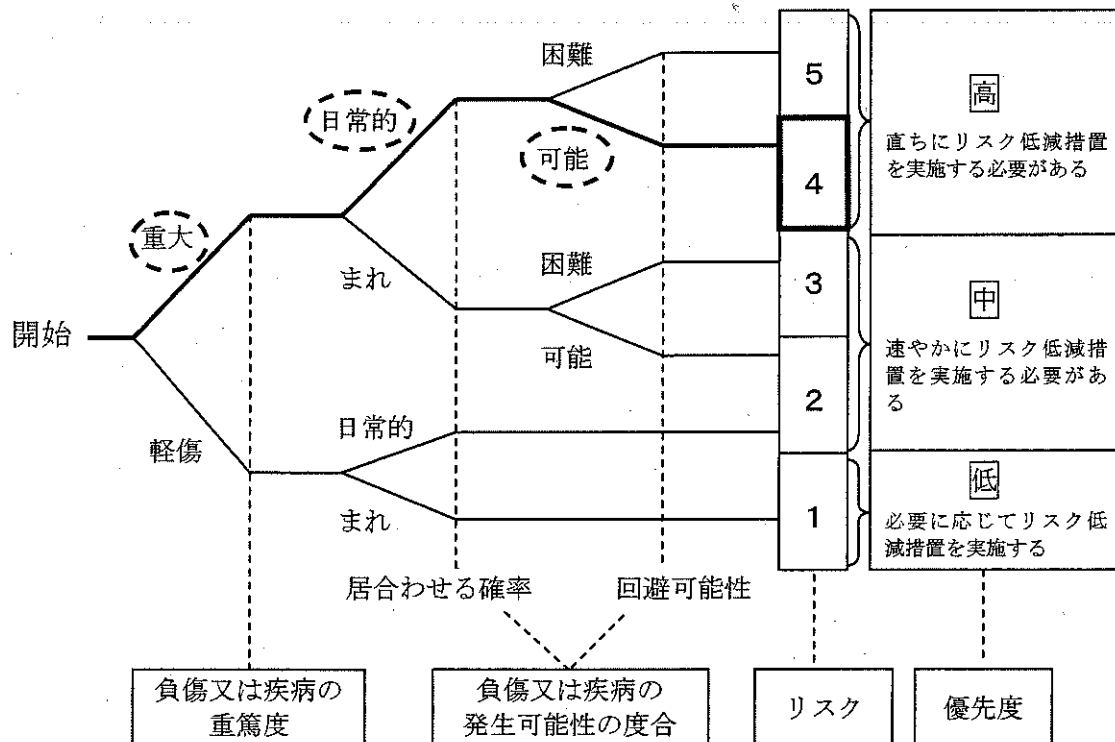 困難
5
高
日常的
直ちにリスク低減措置
を実施する必要がある
可能
4
重大
困難
3
まれ
中
開始
速やかにリスク低減措
置を実施する必要があ
る
可能
2
日常的
軽傷
低
1
必要に応じてリスク低
減措置を実施する
まれ
居合わせる確率
回避可能性
負傷又は疾病の
重篤度
負傷又は疾病の
発生可能性の度合
リスク
優先度